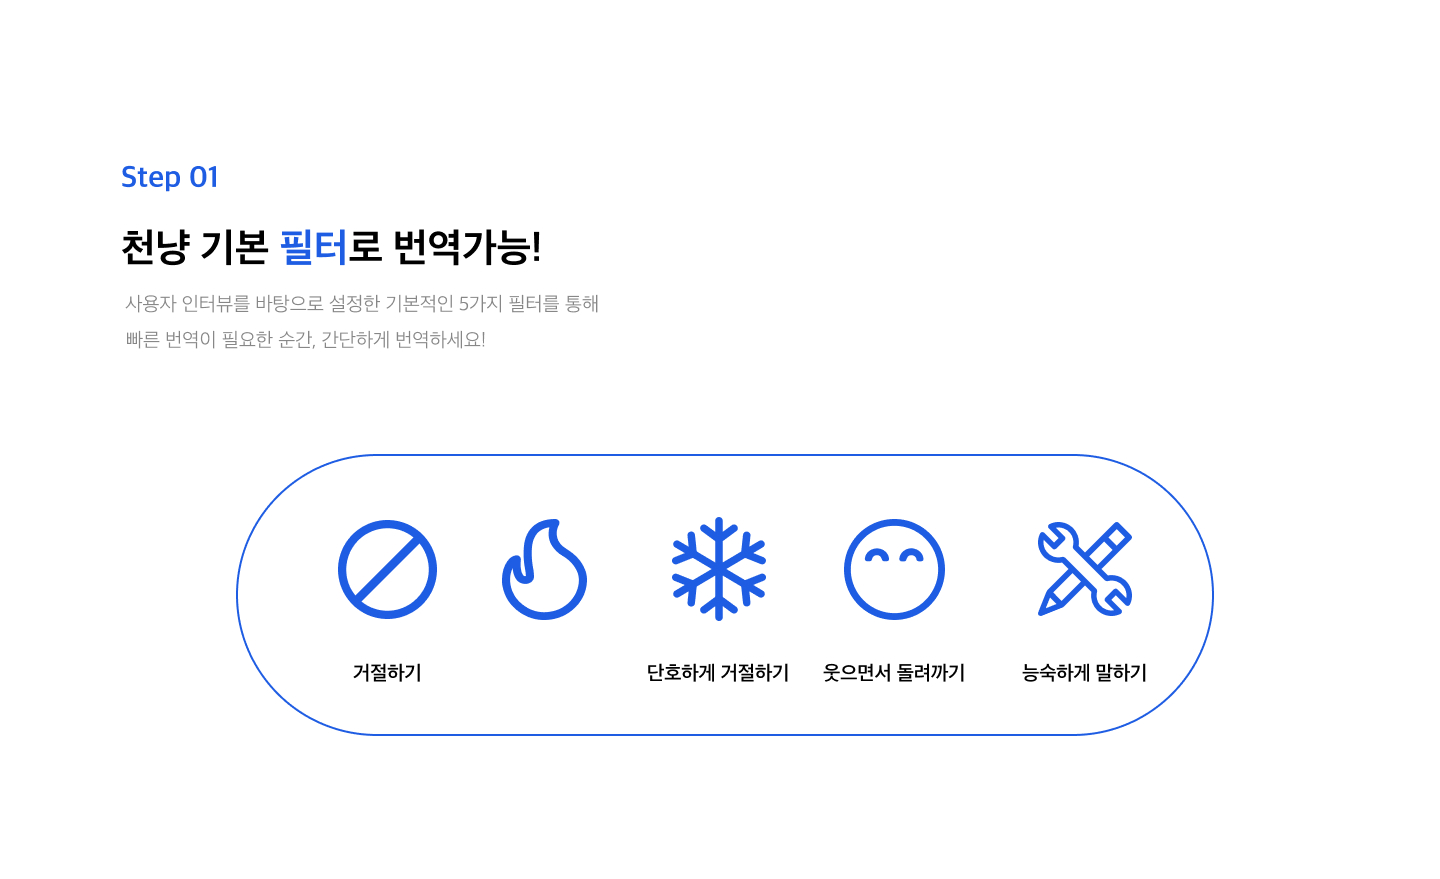 Step 01
천냥 기본 필터로 번역가능!
사용자 인터뷰를 바탕으로 설정한 기본적인 5가지 필터를 통해
빠른 번역이 필요한 순간, 간단하게 번역하세요!
거절하기
단호하게 거절하기
웃으면서 돌려까기
능숙하게 말하기